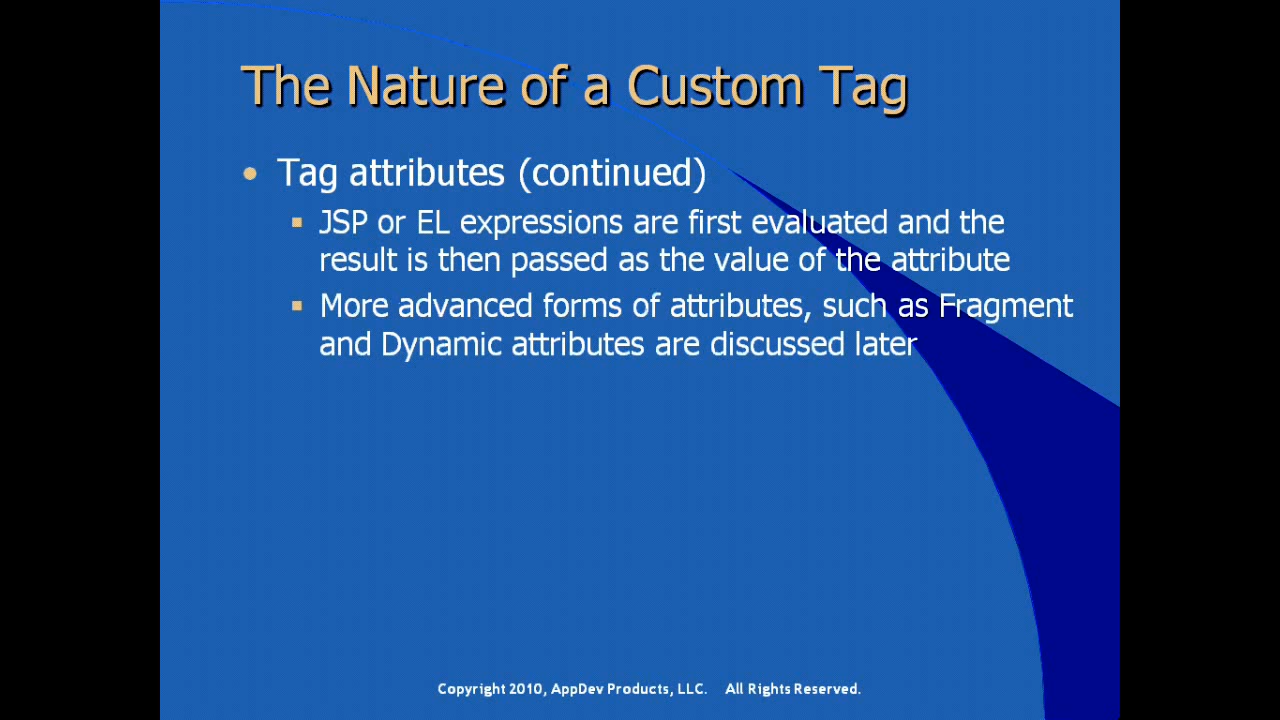 The Nature of a Custom Tag
• Tag attributes (continued)
▪ JSP or EL expressions are first evaluated and the
result is then passed as the value of the attribute
▪ More advanced forms of attributes, such as Fragment
and Dynamic attributes are discussed later
Copyright 2010, AppDev Products, LLC. All Rights Reserved.